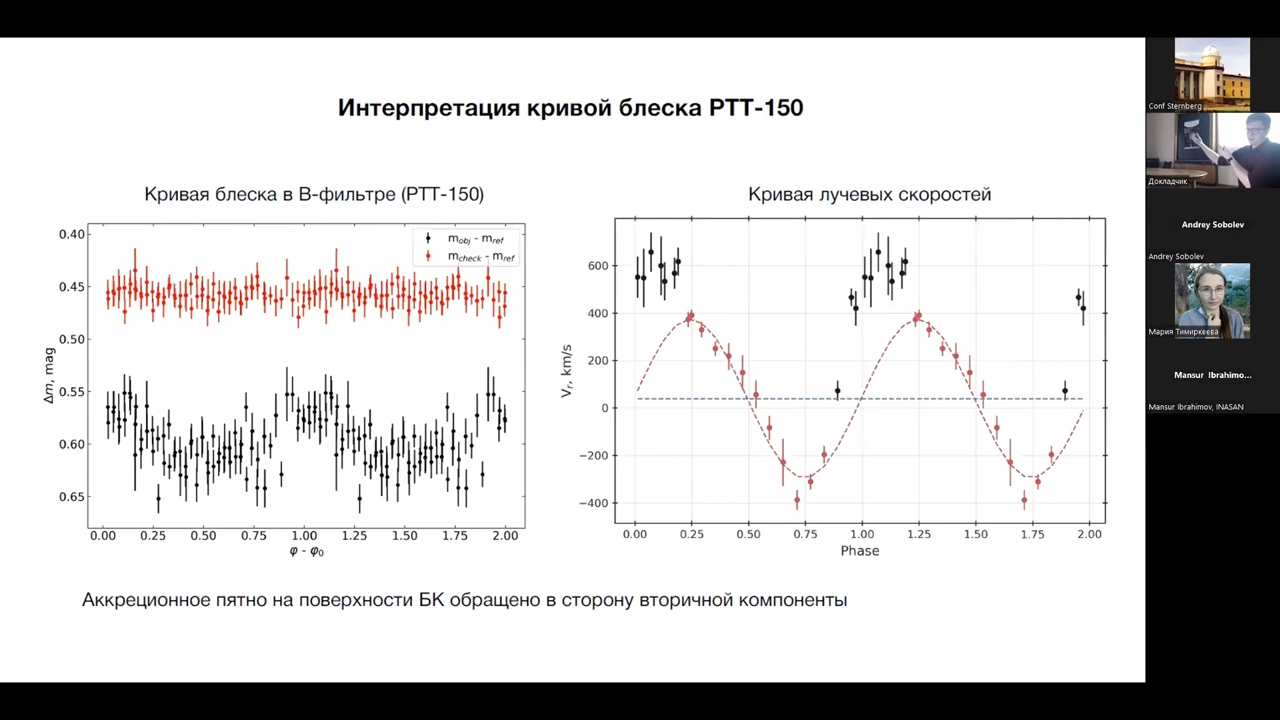 Интерпретация кривой блеска РТТ-150
Кривая блеска в B-фильтре (РТТ-150)
m_obj - m_ref
m_check - m_ref
0.40
0.45
0.50
0.55
0.60
0.65
Δm, mag
0.00 0.25 0.50 0.75 1.00 1.25 1.50 1.75 2.00
φ - φ_0
Кривая лучевых скоростей
600
400
200
0
−200
−400
V_r, km/s
0.00 0.25 0.50 0.75 1.00 1.25 1.50 1.75 2.00
Phase
Аккреционное пятно на поверхности БК обращено в сторону вторичной компоненты
Conf Sternberg
Докладчик
Andrey Sobolev
Andrey Sobolev
Мария Тимиркеева
Mansur Ibrahimo...
Mansur Ibrahimov, INASAN